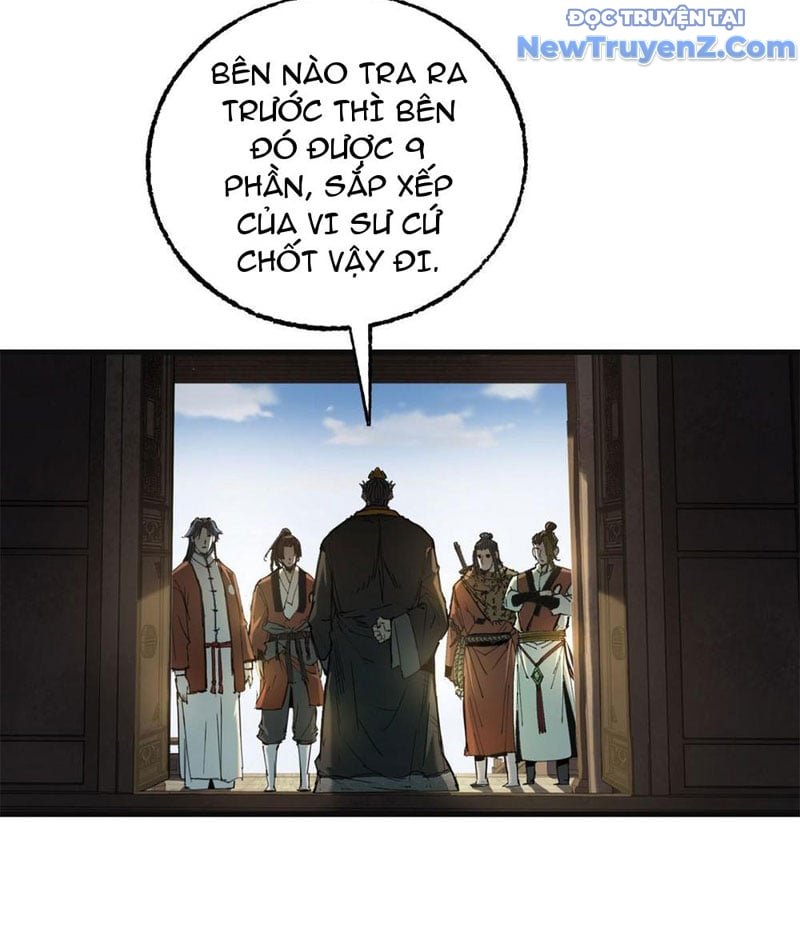 ĐỌC TRUYỆN TẠI
NewTruyenZ.com
BÊN NÀO TRA RA
TRƯỚC THÌ BÊN
ĐÓ ĐƯỢC 9
PHẦN, SẮP XẾP
CỦA VI SƯ CỨ
CHỐT VẬY ĐI.